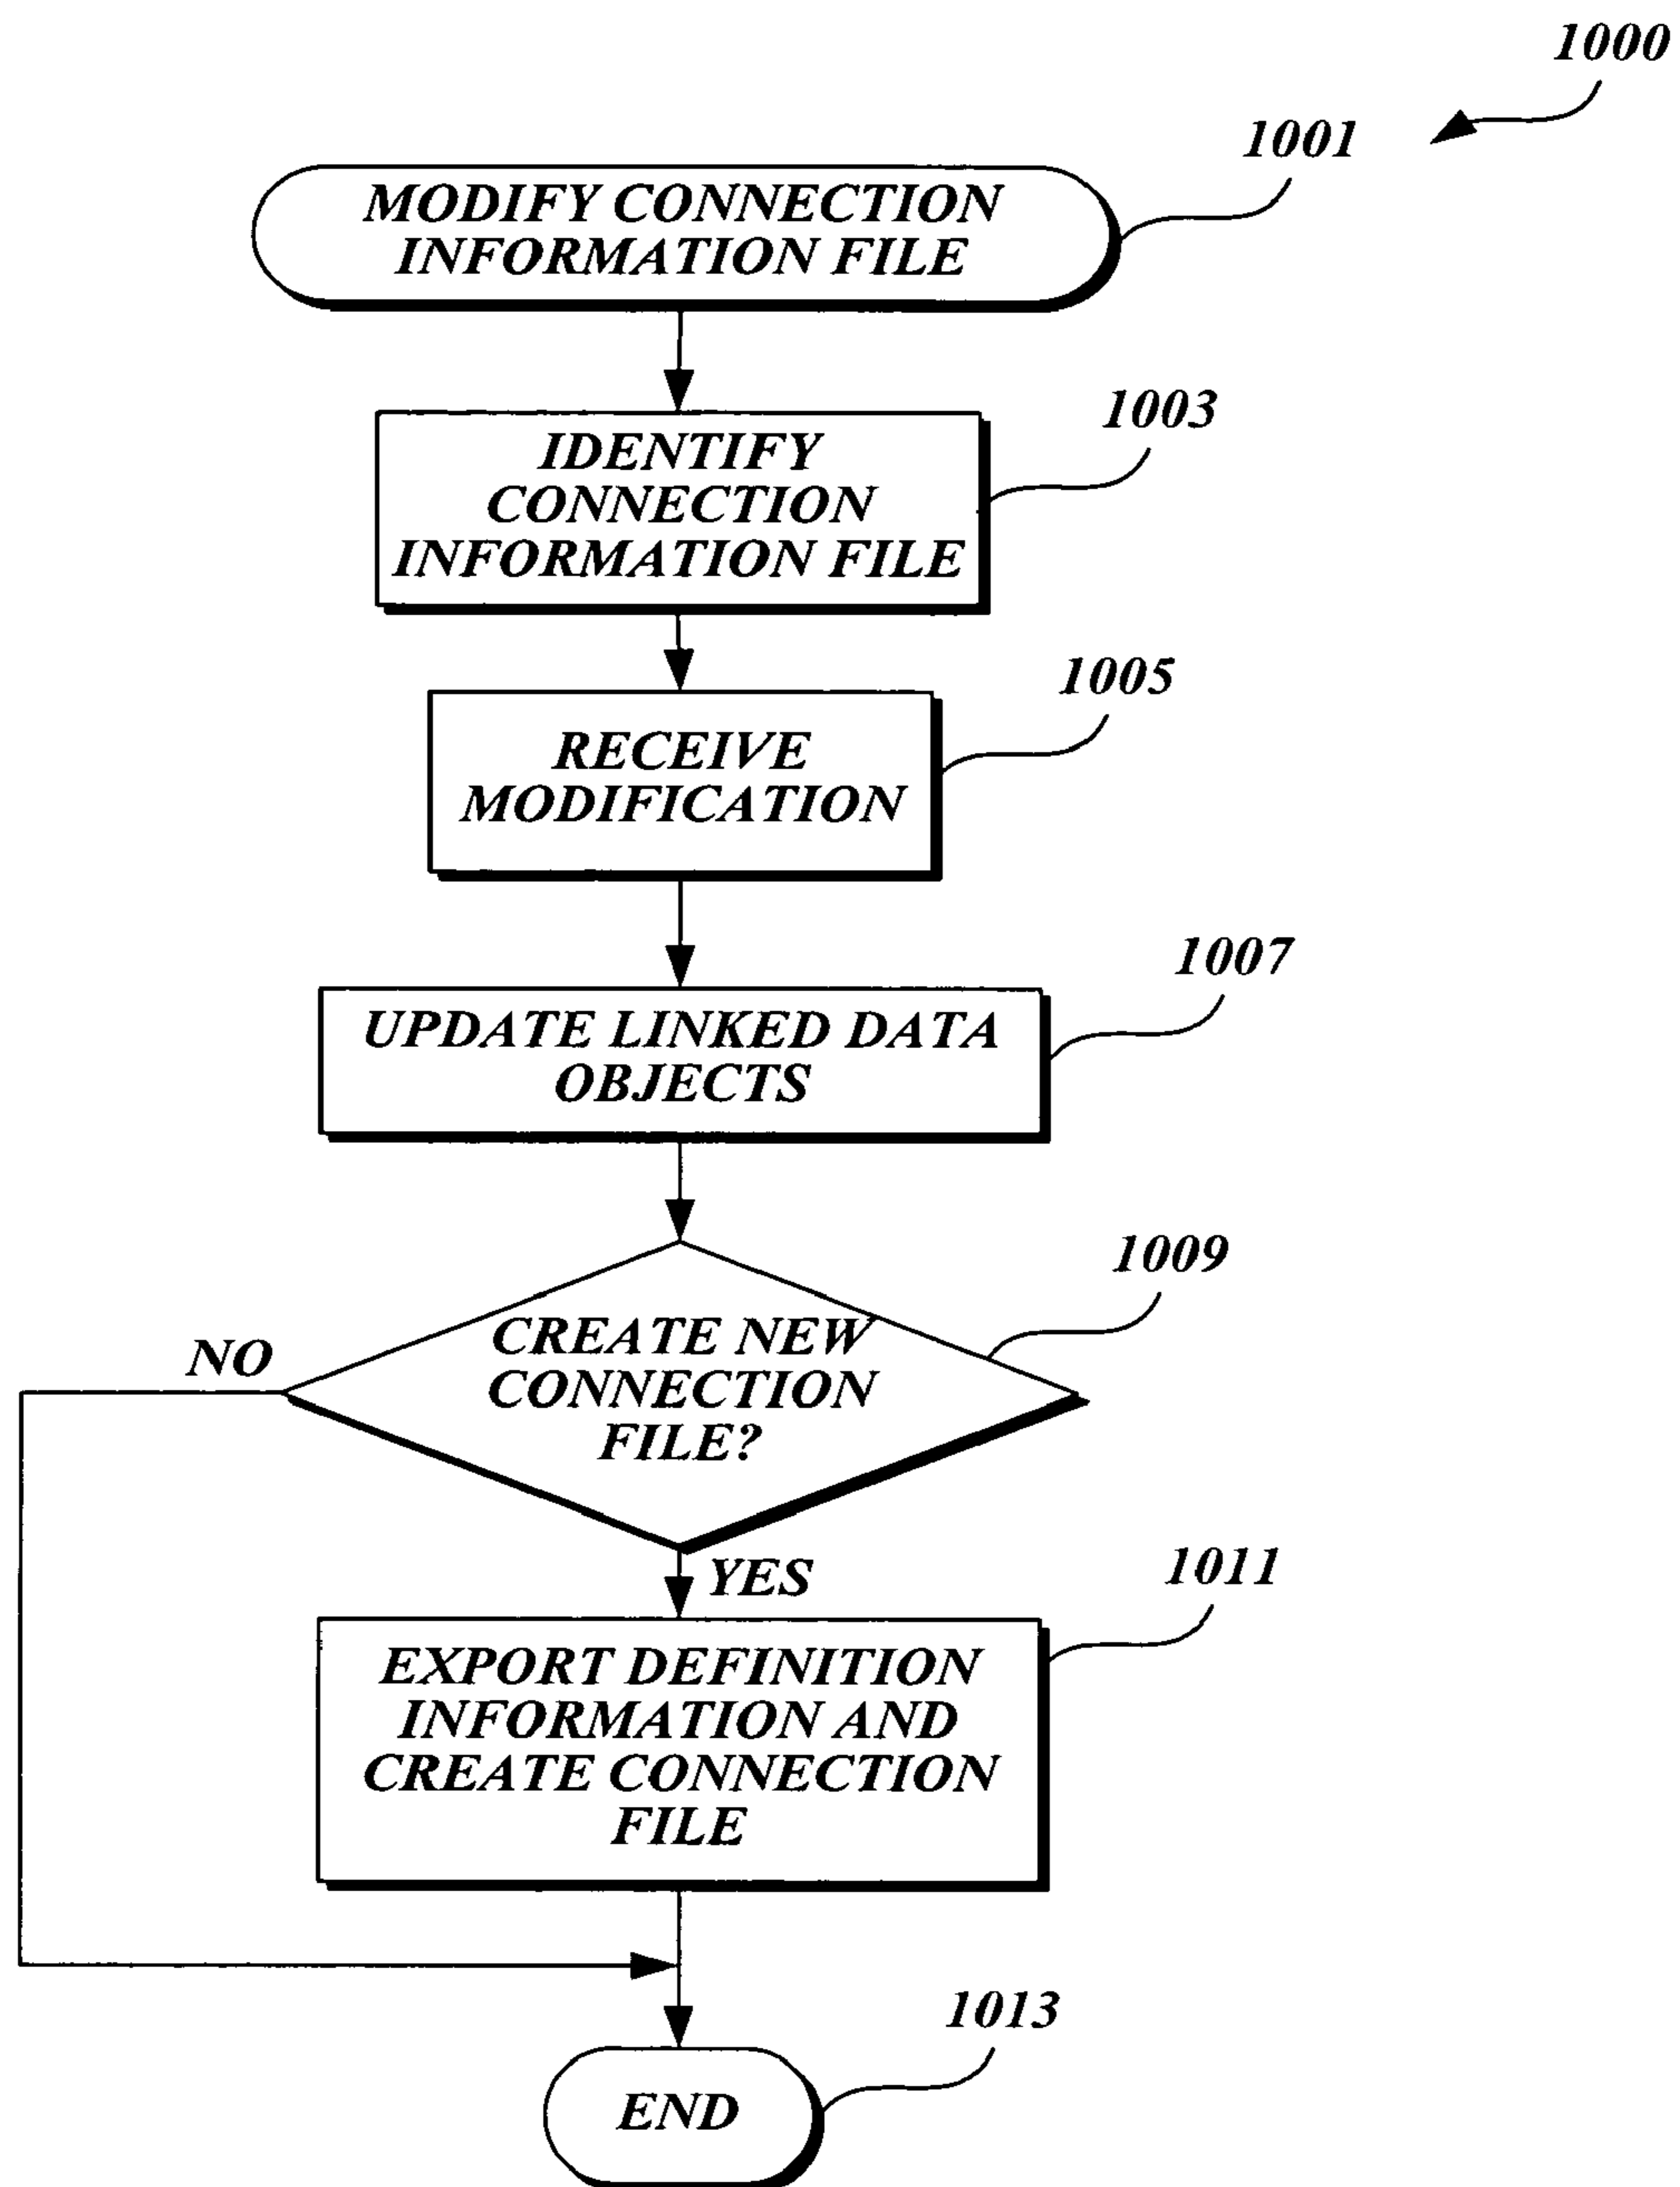 1000
1001
MODIFY CONNECTION
INFORMATION FILE
1003
IDENTIFY
CONNECTION
INFORMATION FILE
1005
RECEIVE
MODIFICATION
1007
UPDATE LINKED DATA
OBJECTS
1009
CREATE NEW
CONNECTION
FILE?
NO
YES
1011
EXPORT DEFINITION
INFORMATION AND
CREATE CONNECTION
FILE
1013
END